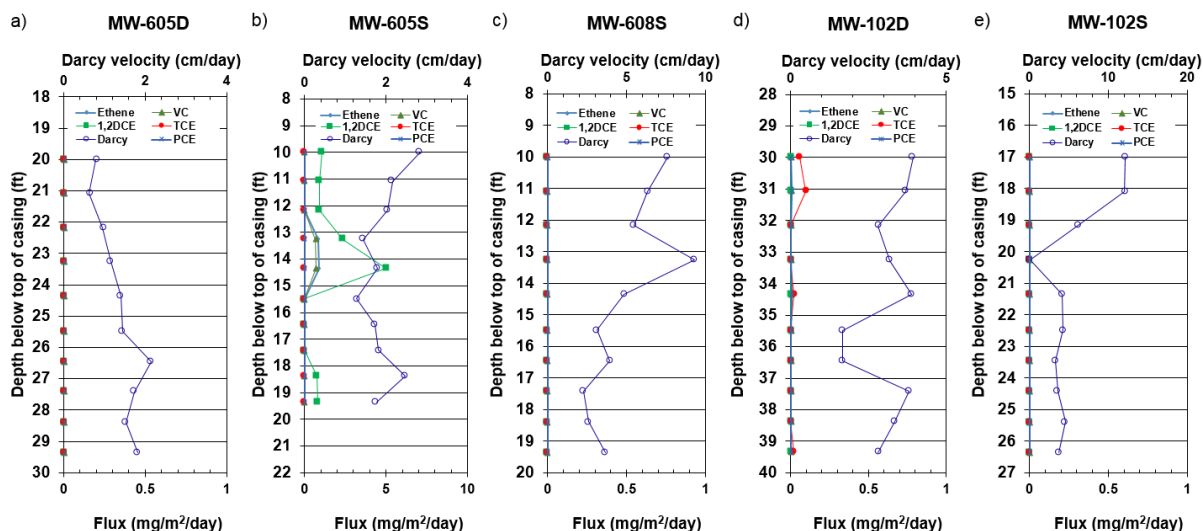 a)
MW-605D
Darcy velocity (cm/day)
0 2 4
Ethene VC
1,2DCE TCE
Darcy PCE
Depth below top of casing (ft)
18
19
20
21
22
23
24
25
26
27
28
29
30
0 0.5 1
Flux (mg/m²/day)
b)
MW-605S
Darcy velocity (cm/day)
0 2 4
Ethene VC
1,2DCE TCE
Darcy PCE
Depth below top of casing (ft)
8
9
10
11
12
13
14
15
16
17
18
19
20
21
22
0 5 10
Flux (mg/m²/day)
c)
MW-608S
Darcy velocity (cm/day)
0 5 10
Ethene VC
1,2DCE TCE
Darcy PCE
Depth below top of casing (ft)
8
9
10
11
12
13
14
15
16
17
18
19
20
0 0.5 1
Flux (mg/m²/day)
d)
MW-102D
Darcy velocity (cm/day)
0 5
Ethene VC
1,2DCE TCE
Darcy PCE
Depth below top of casing (ft)
28
29
30
31
32
33
34
35
36
37
38
39
40
0 0.5 1
Flux (mg/m²/day)
e)
MW-102S
Darcy velocity (cm/day)
0 10 20
Ethene VC
1,2DCE TCE
Darcy PCE
Depth below top of casing (ft)
15
16
17
18
19
20
21
22
23
24
25
26
27
0 0.5 1
Flux (mg/m²/day)